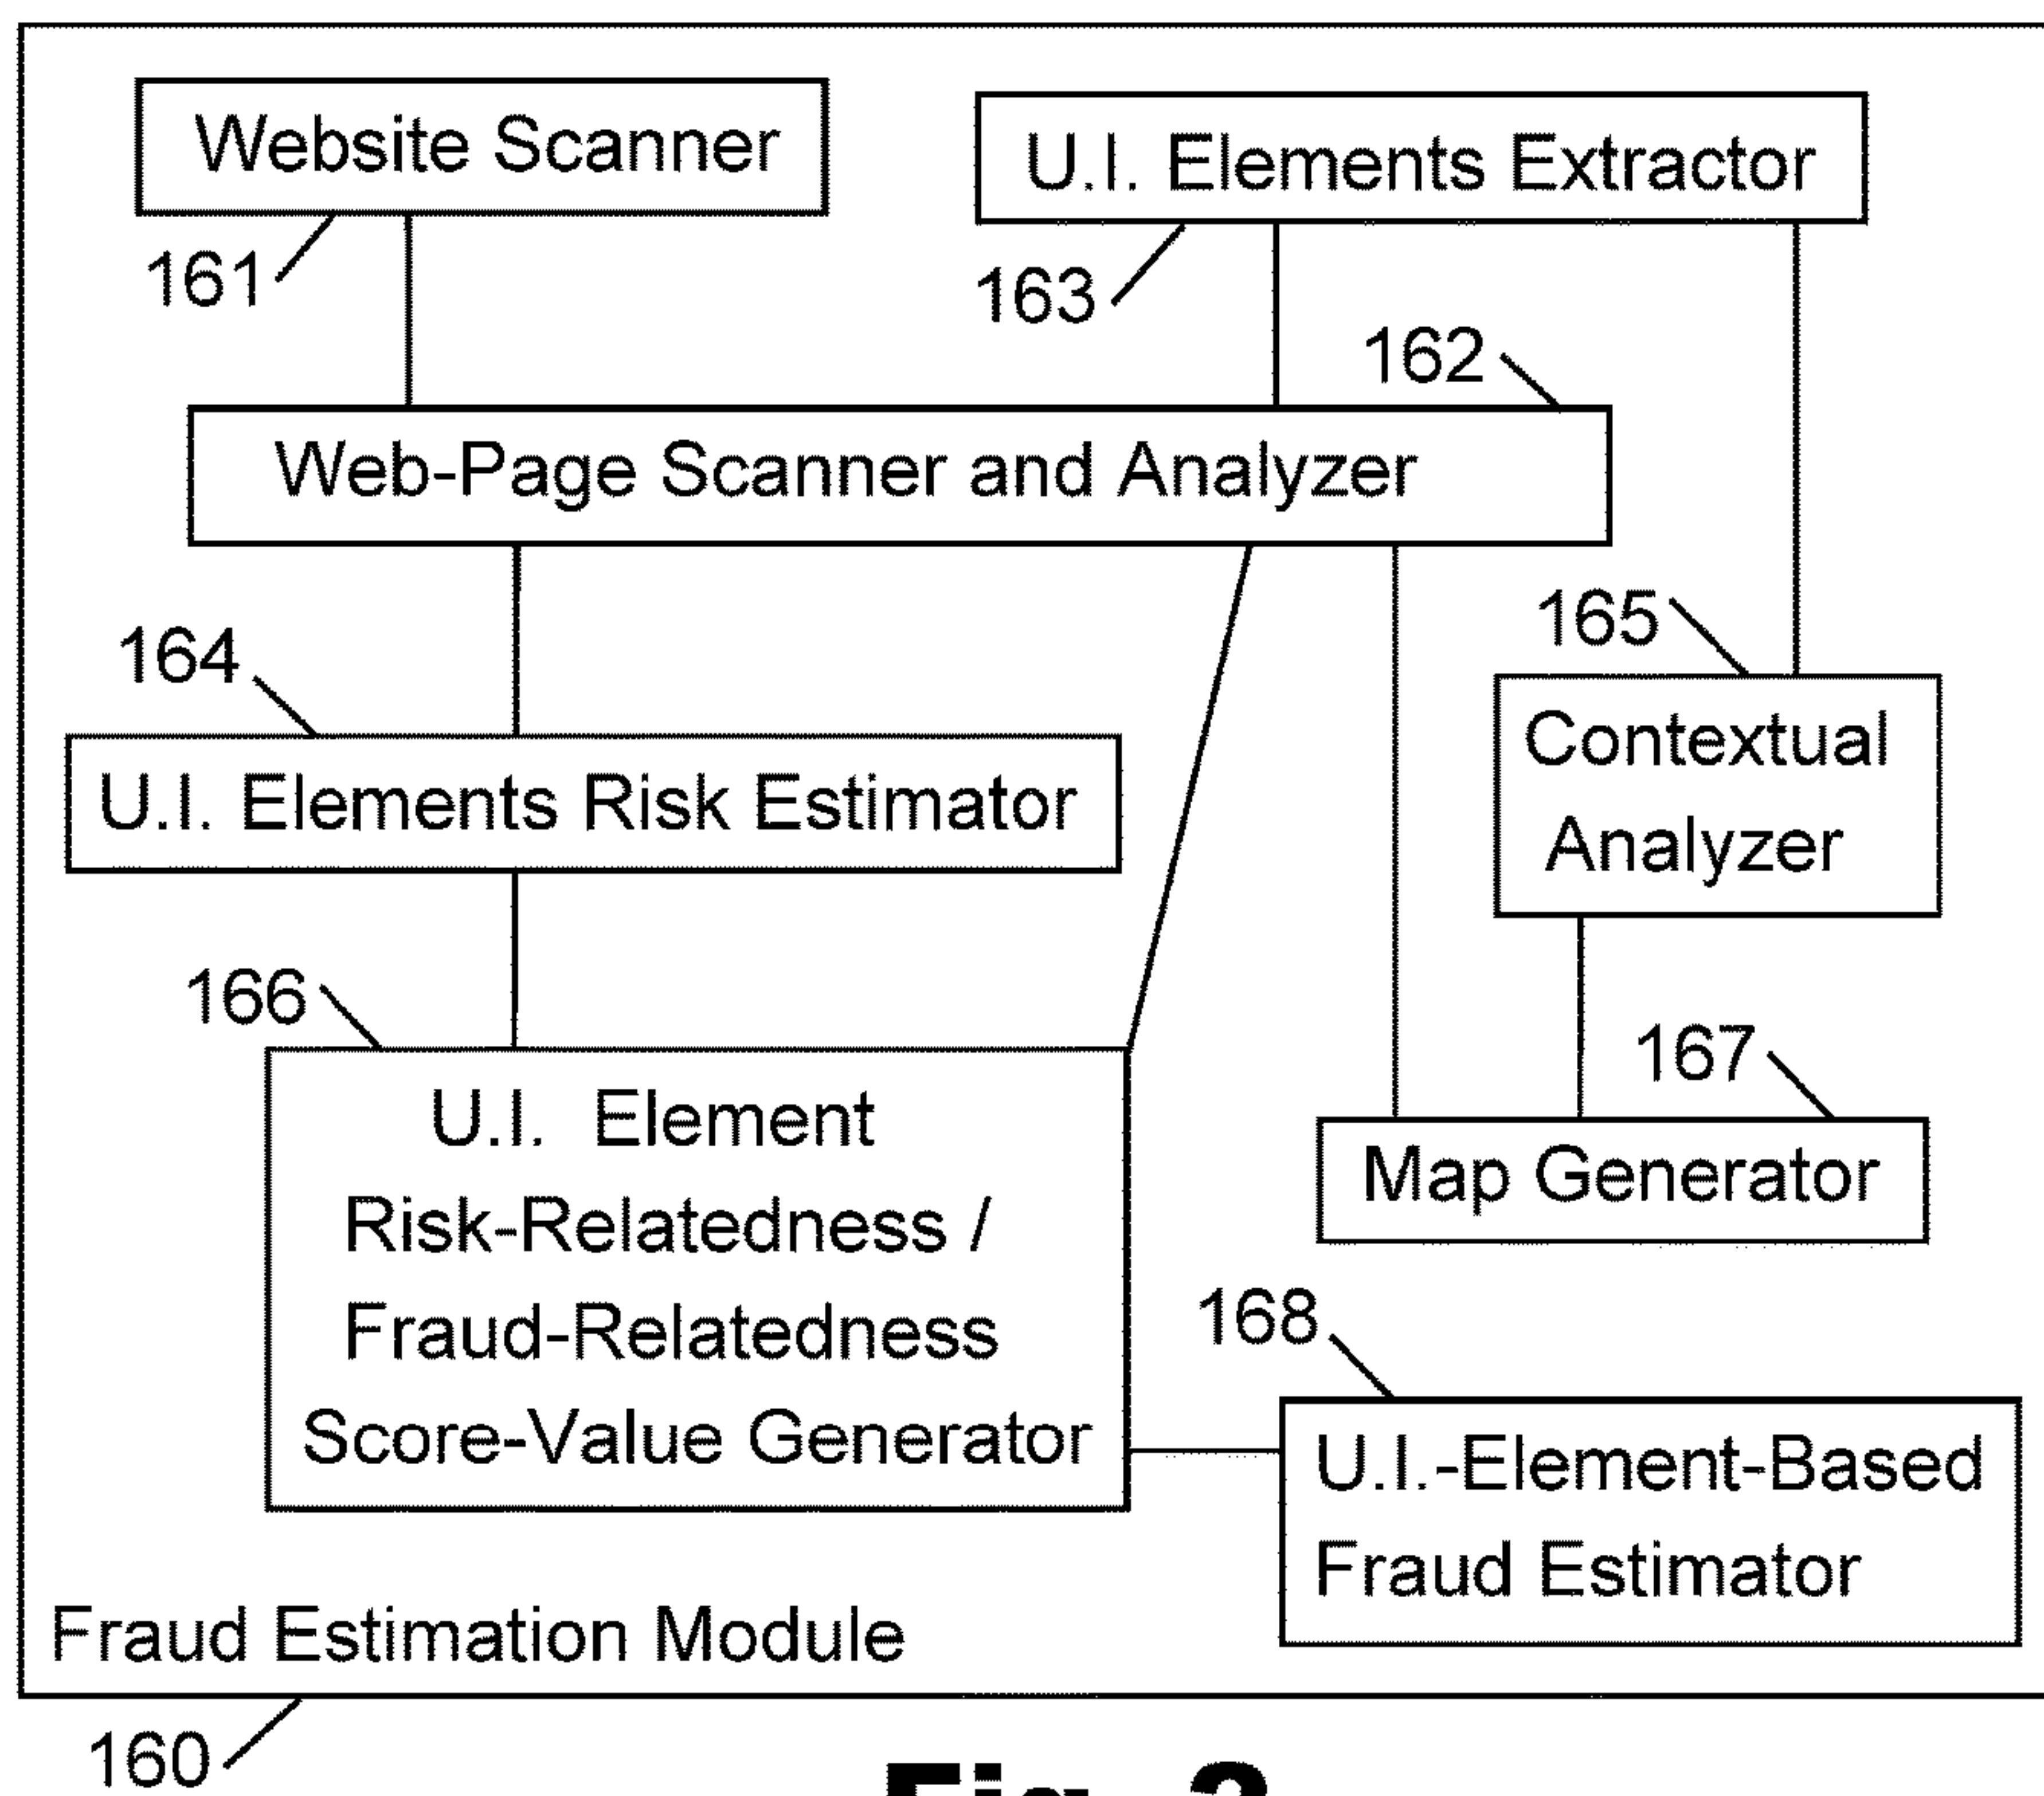 Website Scanner
U.I. Elements Extractor
161
163
162
Web-Page Scanner and Analyzer
165
164
Contextual
Analyzer
U.I. Elements Risk Estimator
166
167
U.I. Element
Risk-Relatedness /
Fraud-Relatedness
Score-Value Generator
Map Generator
168
U.I.-Element-Based
Fraud Estimator
Fraud Estimation Module
160